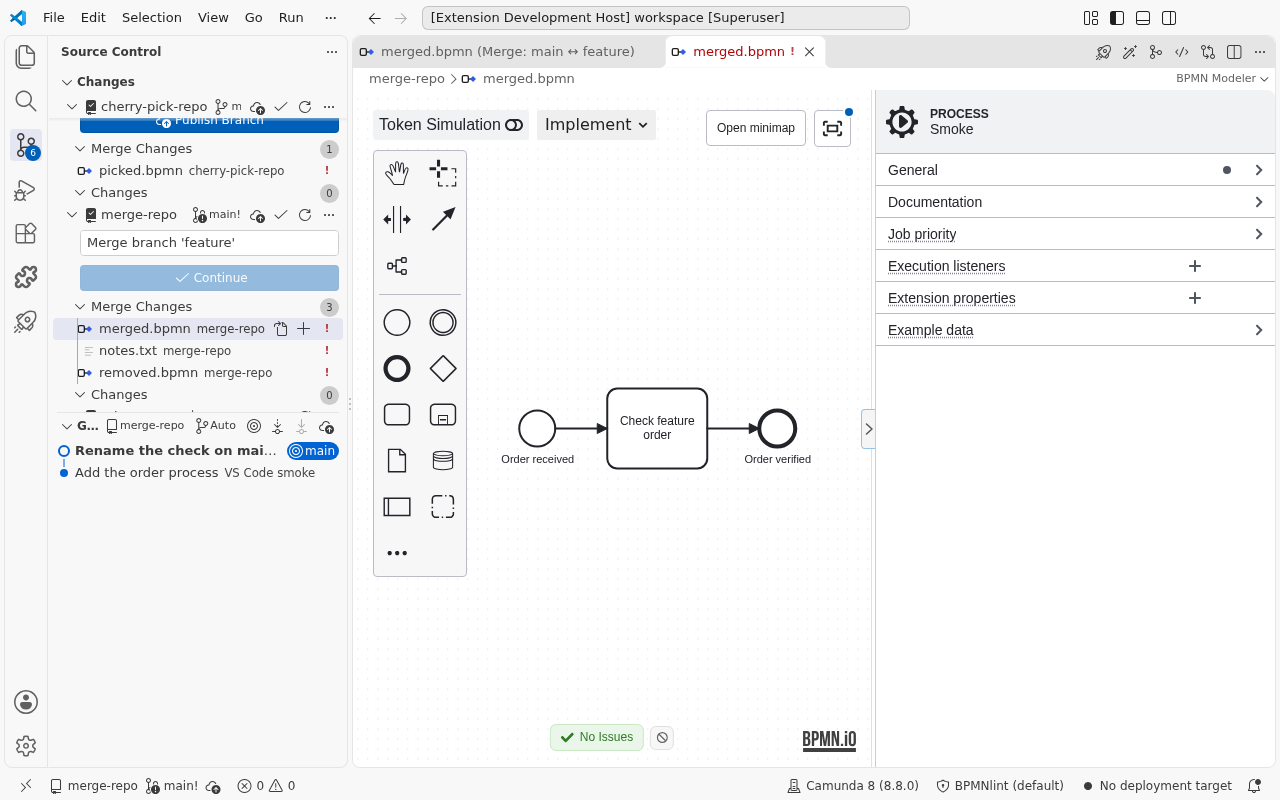 File Edit Selection View Go Run ···
[Extension Development Host] workspace [Superuser]
Source Control
Changes
cherry-pick-repo m
Publish Branch
Merge Changes 1
picked.bpmn cherry-pick-repo !
Changes 0
merge-repo main!
Merge branch 'feature'
Continue
Merge Changes 3
merged.bpmn merge-repo !
notes.txt merge-repo !
removed.bpmn merge-repo !
Changes 0
G... merge-repo Auto
Rename the check on mai... main
Add the order process VS Code smoke
6
merged.bpmn (Merge: main ↔ feature)
merged.bpmn !
merge-repo > merged.bpmn
BPMN Modeler
Token Simulation
Implement
Open minimap
Order received
Check feature
order
Order verified
No Issues
BPMN.iO
PROCESS
Smoke
General
Documentation
Job priority
Execution listeners
Extension properties
Example data
merge-repo main! 0 0
Camunda 8 (8.8.0) BPMNlint (default) No deployment target